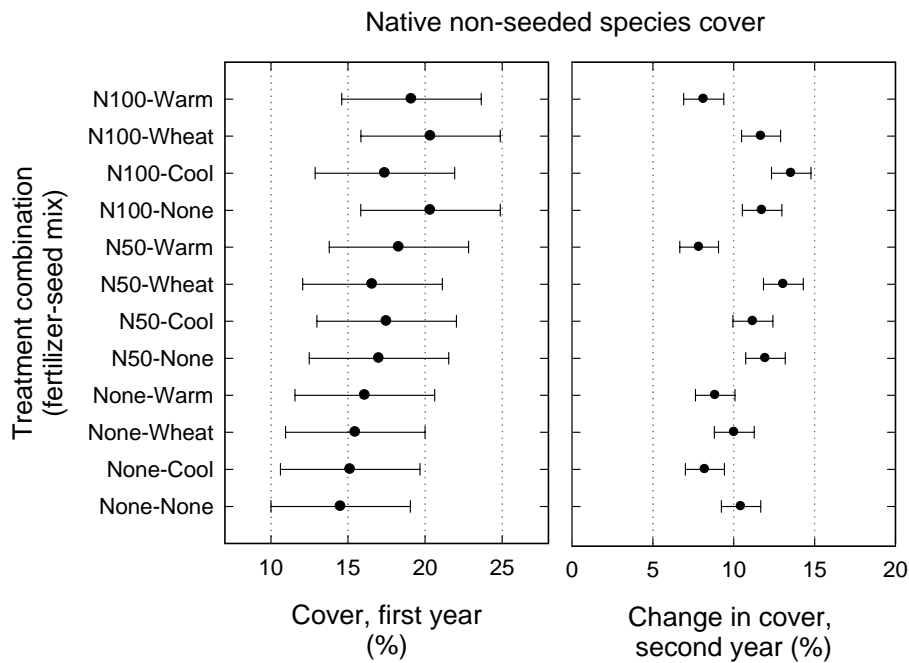 Native non-seeded species cover
Treatment combination
(fertilizer-seed mix)
N100-Warm
N100-Wheat
N100-Cool
N100-None
N50-Warm
N50-Wheat
N50-Cool
N50-None
None-Warm
None-Wheat
None-Cool
None-None
10 15 20 25
0 5 10 15 20
Cover, first year
(%)
Change in cover,
second year (%)